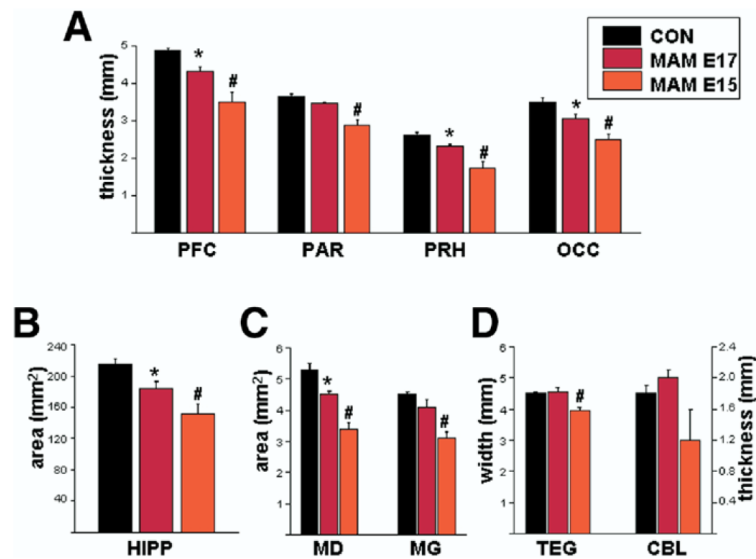 A
thickness (mm)
5
4
3
2
1
*
#
#
*
#
*
#
PFC PAR PRH OCC
CON
MAM E17
MAM E15
B
area (mm²)
240
200
160
120
80
40
*
#
HIPP
C
area (mm²)
6
5
4
3
2
1
*
#
#
MD MG
D
width (mm)
6
5
4
3
2
1
#
TEG CBL
2.4
2.0
1.6
1.2
0.8
0.4
thickness (mm)